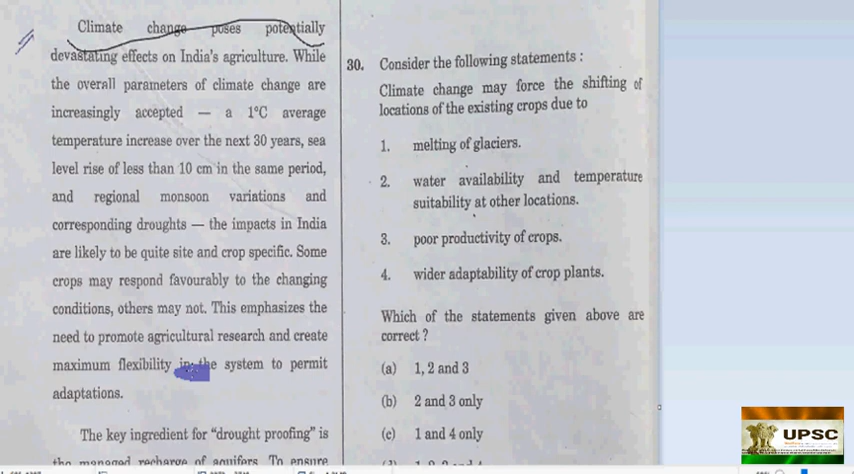 Climate change poses potentially
devastating effects on India's agriculture. While
the overall parameters of climate change are
increasingly accepted — a 1°C average
temperature increase over the next 30 years, sea
level rise of less than 10 cm in the same period,
and regional monsoon variations and
corresponding droughts — the impacts in India
are likely to be quite site and crop specific. Some
crops may respond favourably to the changing
conditions, others may not. This emphasizes the
need to promote agricultural research and create
maximum flexibility in the system to permit
adaptations.
The key ingredient for "drought proofing" is
the managed recharge of aquifers. To ensure
30. Consider the following statements :
Climate change may force the shifting of
locations of the existing crops due to
1. melting of glaciers.
2. water availability and temperature
suitability at other locations.
3. poor productivity of crops.
4. wider adaptability of crop plants.
Which of the statements given above are
correct ?
(a) 1, 2 and 3
(b) 2 and 3 only
(c) 1 and 4 only
UPSC